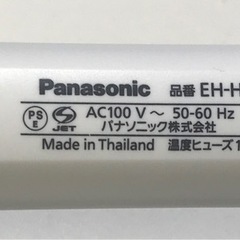 Panasonic 品番 EH-H
PS E JET AC100 V ～ 50-60 Hz
パナソニック株式会社
Made in Thailand 温度ヒューズ1